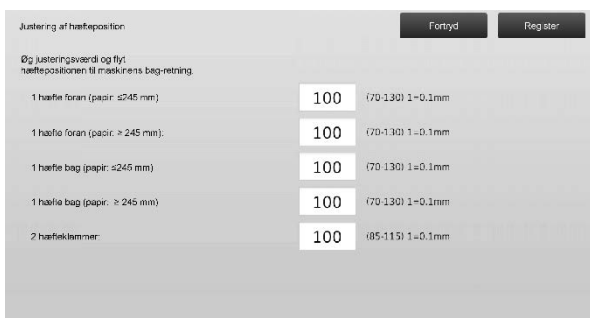 Justering af hæfteposition
Fortryd
Register
Øg justeringsværdi og flyt
hæftepositionen til maskinens bag-retning.
1 hæfte foran (papir: ≤245 mm)
100
(70-130) 1=0.1mm
1 hæfte foran (papir: ≥ 245 mm):
100
(70-130) 1=0.1mm
1 hæfte bag (papir: ≤245 mm)
100
(70-130) 1=0.1mm
1 hæfte bag (papir: ≥ 245 mm)
100
(70-130) 1=0.1mm
2 hæfteklammer:
100
(85-115) 1=0.1mm